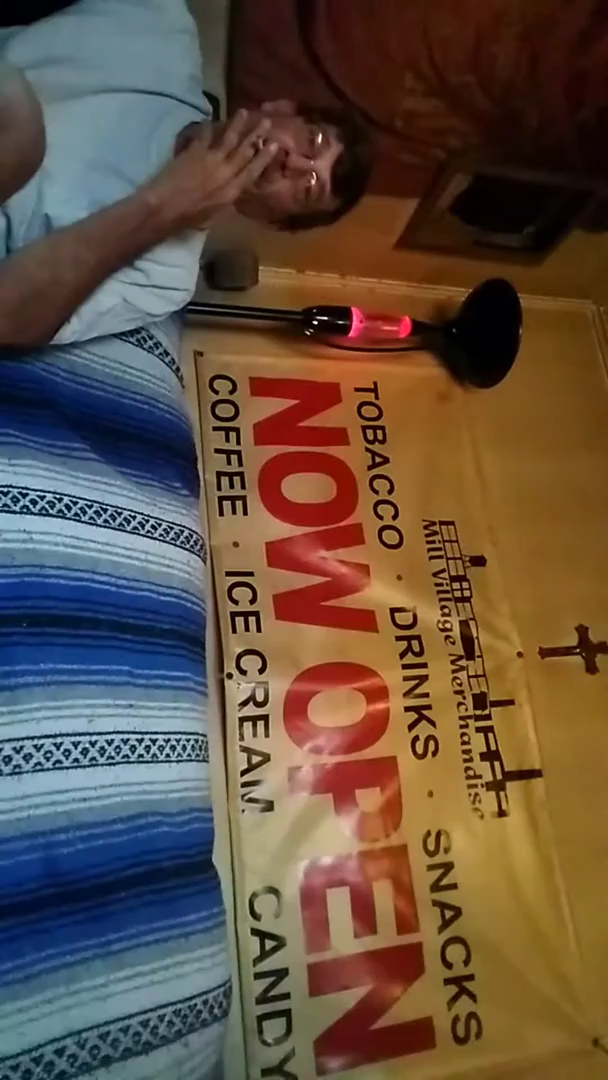 Mill Village Merchandise
TOBACCO · DRINKS · SNACKS
NOW OPEN
COFFEE · ICE CREAM CANDY